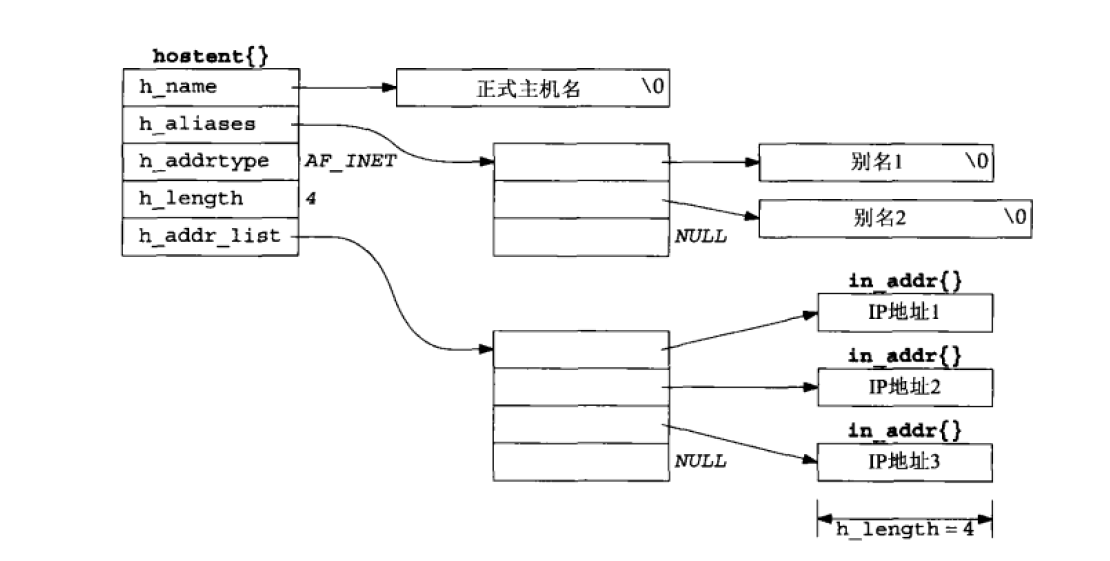 hostent{}
h_name
正式主机名 \0
h_aliases
h_addrtype AF_INET
别名1 \0
h_length 4
别名2 \0
h_addr_list
NULL
in_addr{}
IP地址1
in_addr{}
IP地址2
in_addr{}
NULL
IP地址3
h_length = 4